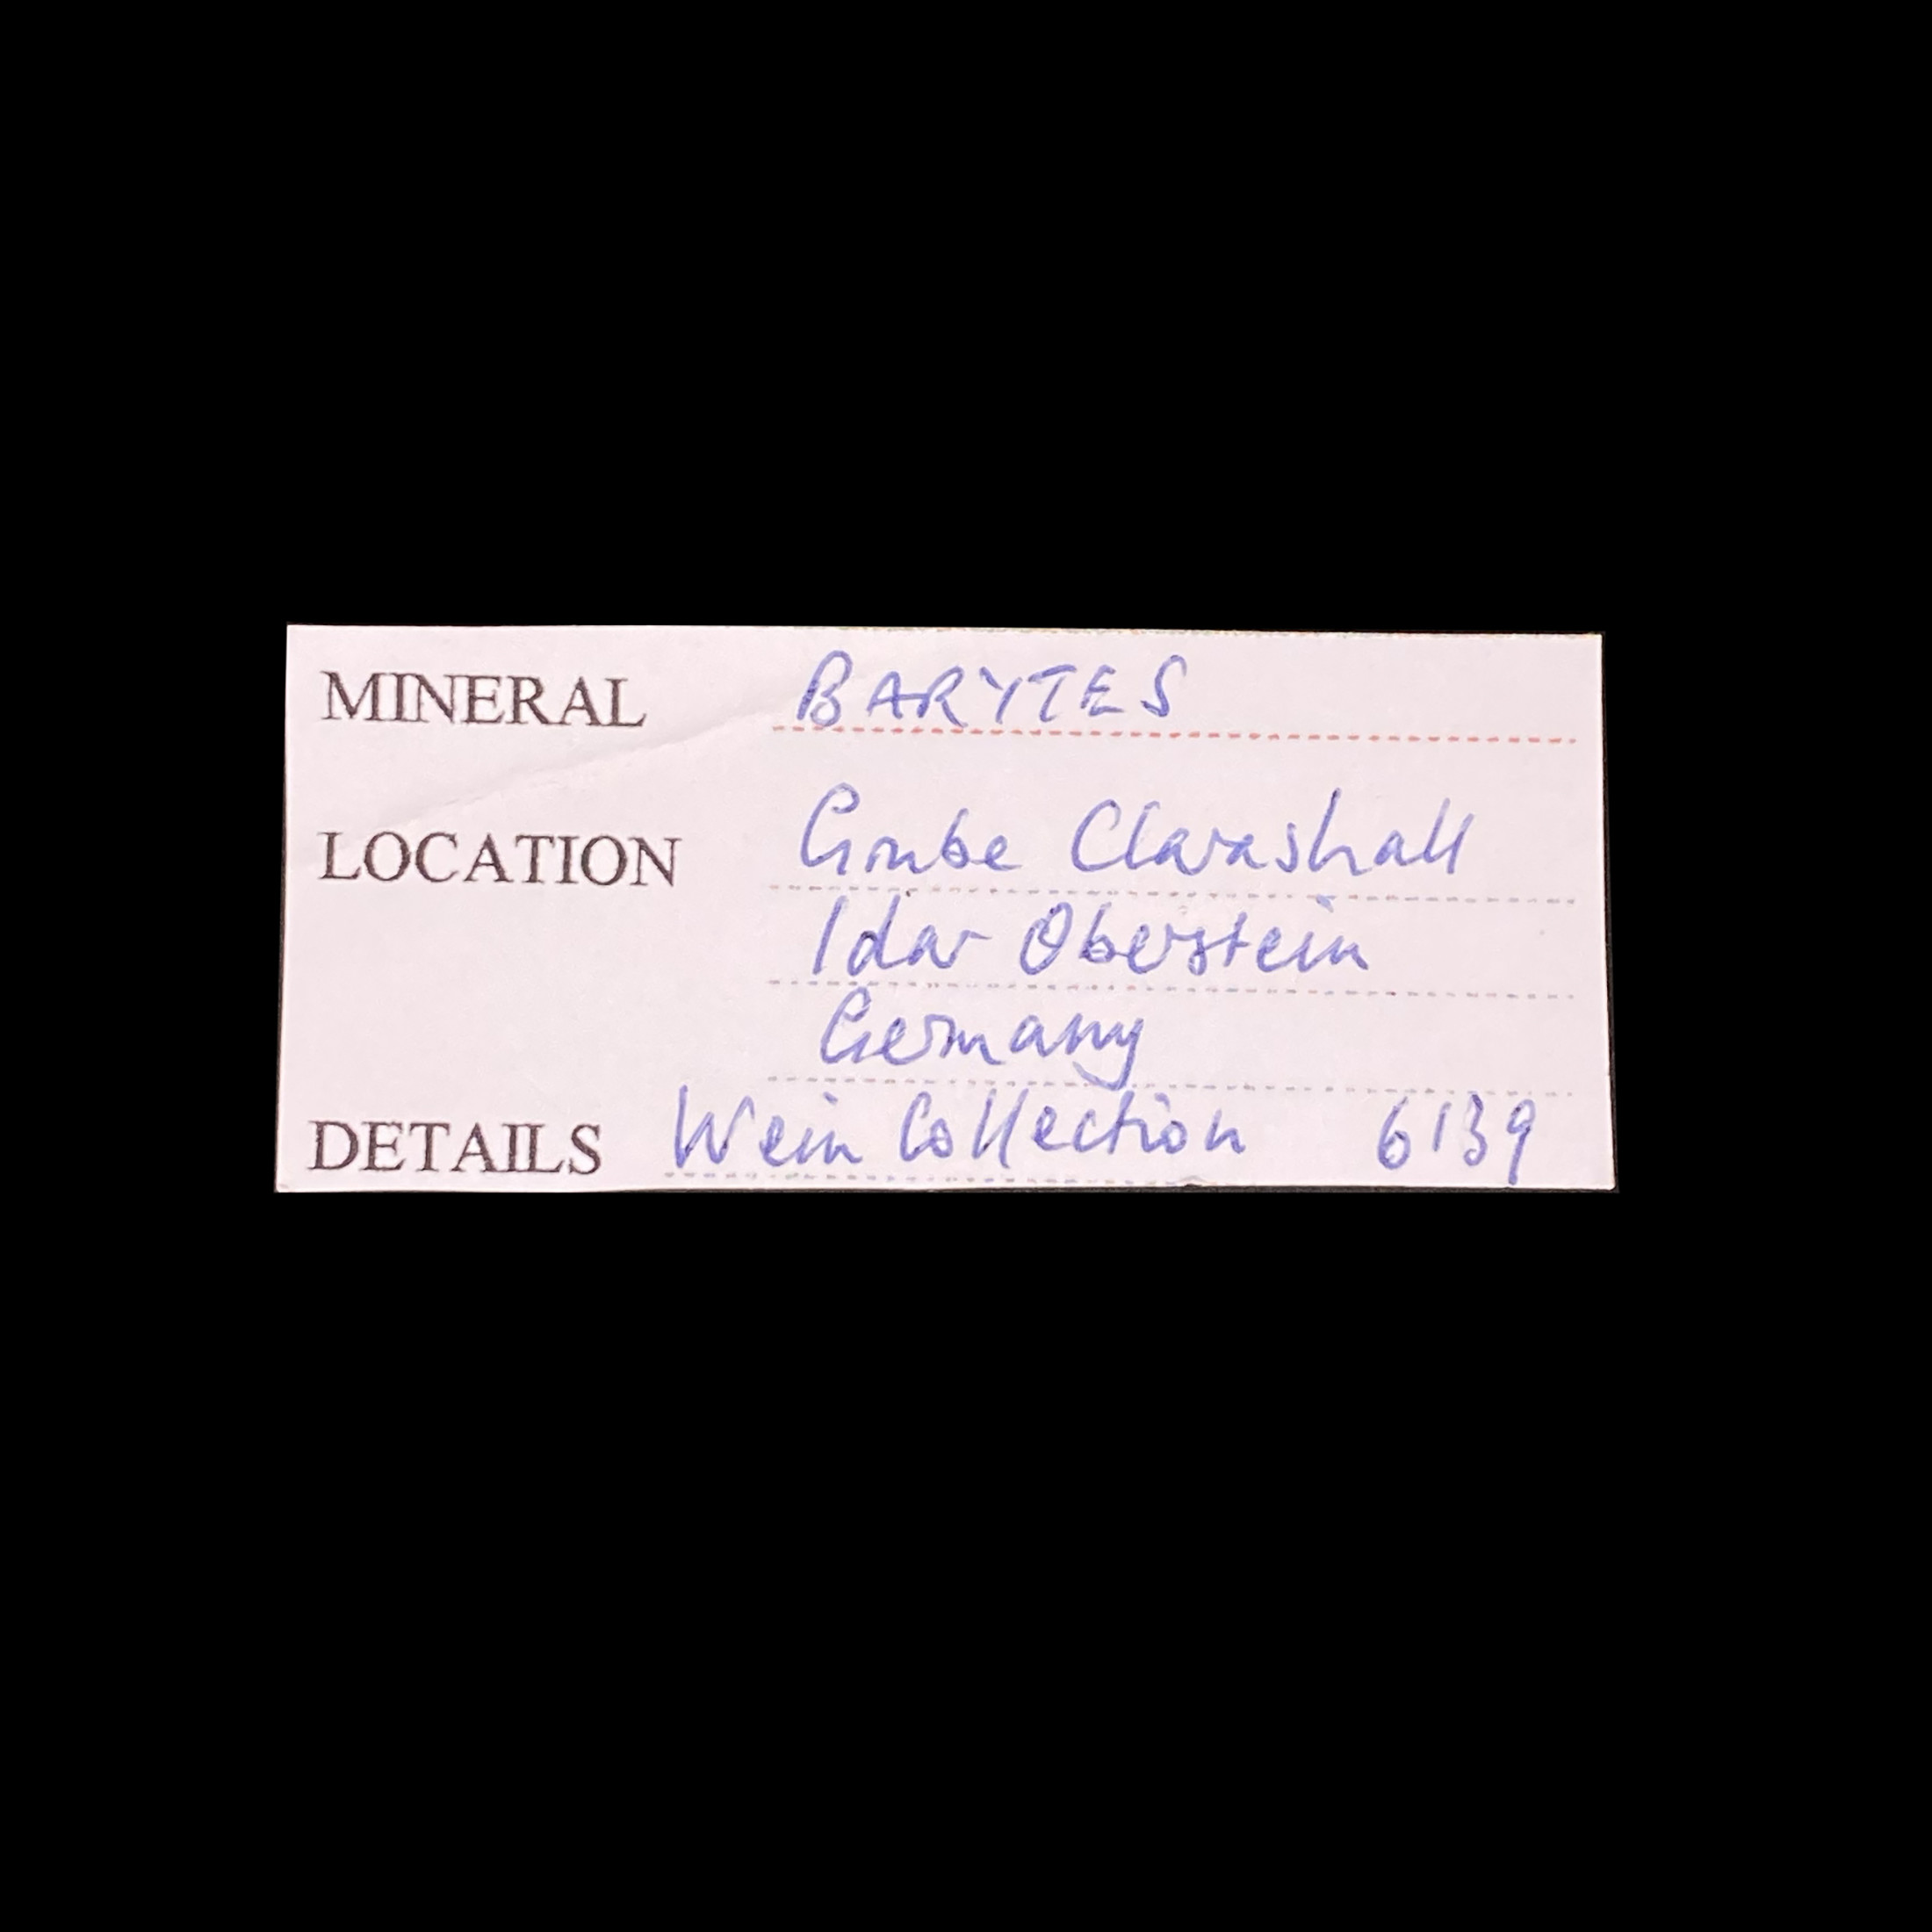 MINERAL BARYTES
LOCATION Grube Clarashall
Idar Oberstein
Germany
DETAILS Wein Collection 6139